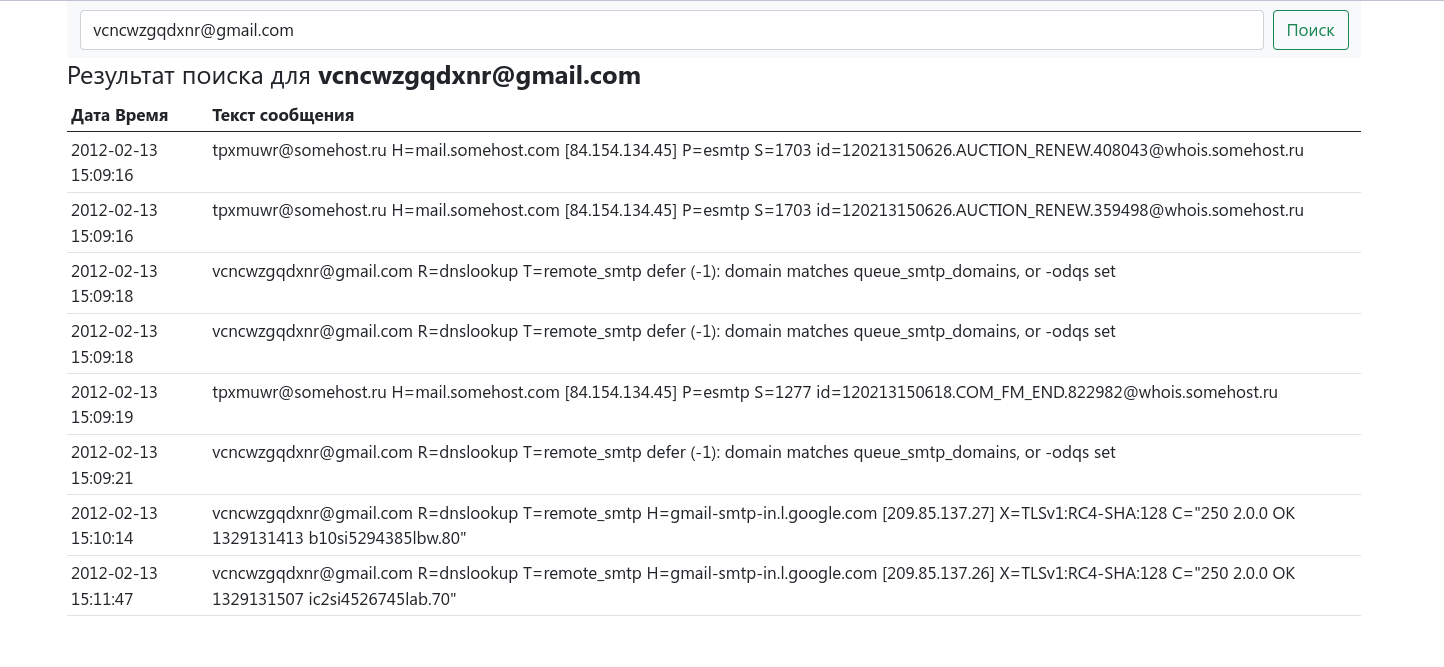 vcncwzgqdxnr@gmail.com
Поиск
Результат поиска для vcncwzgqdxnr@gmail.com
Дата Время Текст сообщения
2012-02-13 tpxmuwr@somehost.ru H=mail.somehost.com [84.154.134.45] P=esmtp S=1703 id=120213150626.AUCTION_RENEW.408043@whois.somehost.ru
15:09:16
2012-02-13 tpxmuwr@somehost.ru H=mail.somehost.com [84.154.134.45] P=esmtp S=1703 id=120213150626.AUCTION_RENEW.359498@whois.somehost.ru
15:09:16
2012-02-13 vcncwzgqdxnr@gmail.com R=dnslookup T=remote_smtp defer (-1): domain matches queue_smtp_domains, or -odqs set
15:09:18
2012-02-13 vcncwzgqdxnr@gmail.com R=dnslookup T=remote_smtp defer (-1): domain matches queue_smtp_domains, or -odqs set
15:09:18
2012-02-13 tpxmuwr@somehost.ru H=mail.somehost.com [84.154.134.45] P=esmtp S=1277 id=120213150618.COM_FM_END.822982@whois.somehost.ru
15:09:19
2012-02-13 vcncwzgqdxnr@gmail.com R=dnslookup T=remote_smtp defer (-1): domain matches queue_smtp_domains, or -odqs set
15:09:21
2012-02-13 vcncwzgqdxnr@gmail.com R=dnslookup T=remote_smtp H=gmail-smtp-in.l.google.com [209.85.137.27] X=TLSv1:RC4-SHA:128 C="250 2.0.0 OK
15:10:14 1329131413 b10si5294385lbw.80"
2012-02-13 vcncwzgqdxnr@gmail.com R=dnslookup T=remote_smtp H=gmail-smtp-in.l.google.com [209.85.137.26] X=TLSv1:RC4-SHA:128 C="250 2.0.0 OK
15:11:47 1329131507 ic2si4526745lab.70"